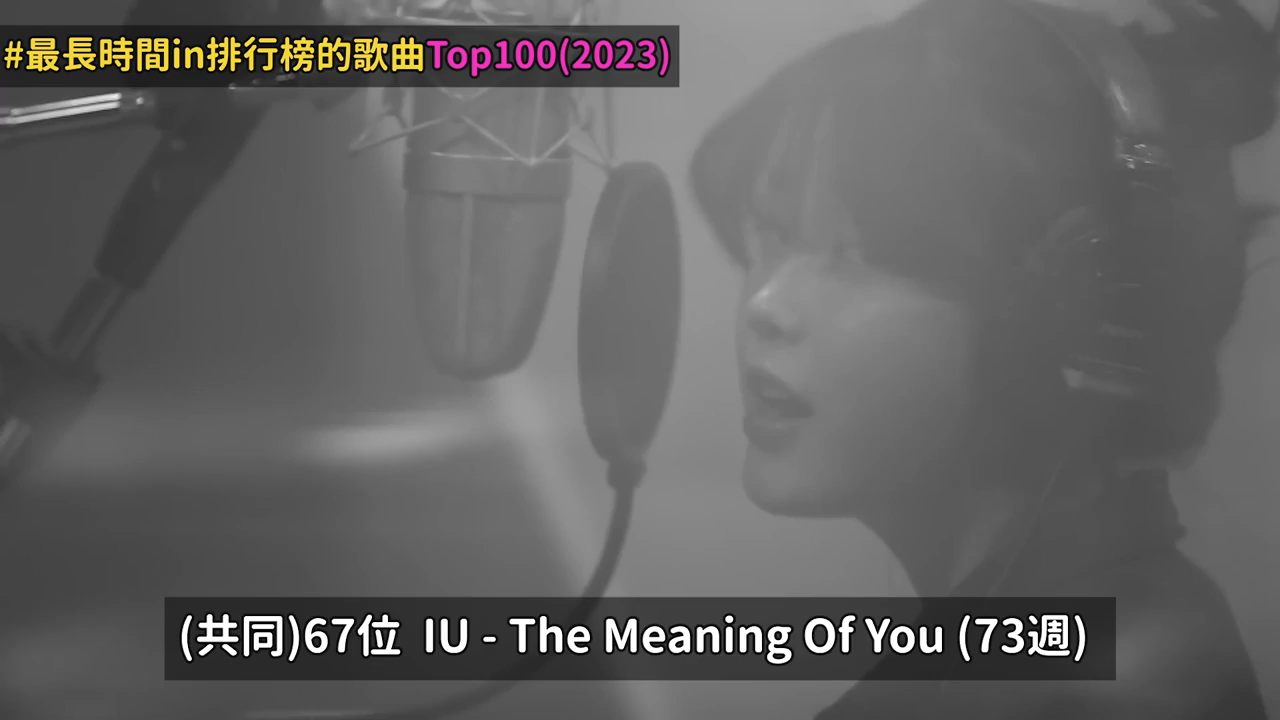 #最長時間in排行榜的歌曲Top100(2023)
(共同)67位 IU - The Meaning Of You (73週)